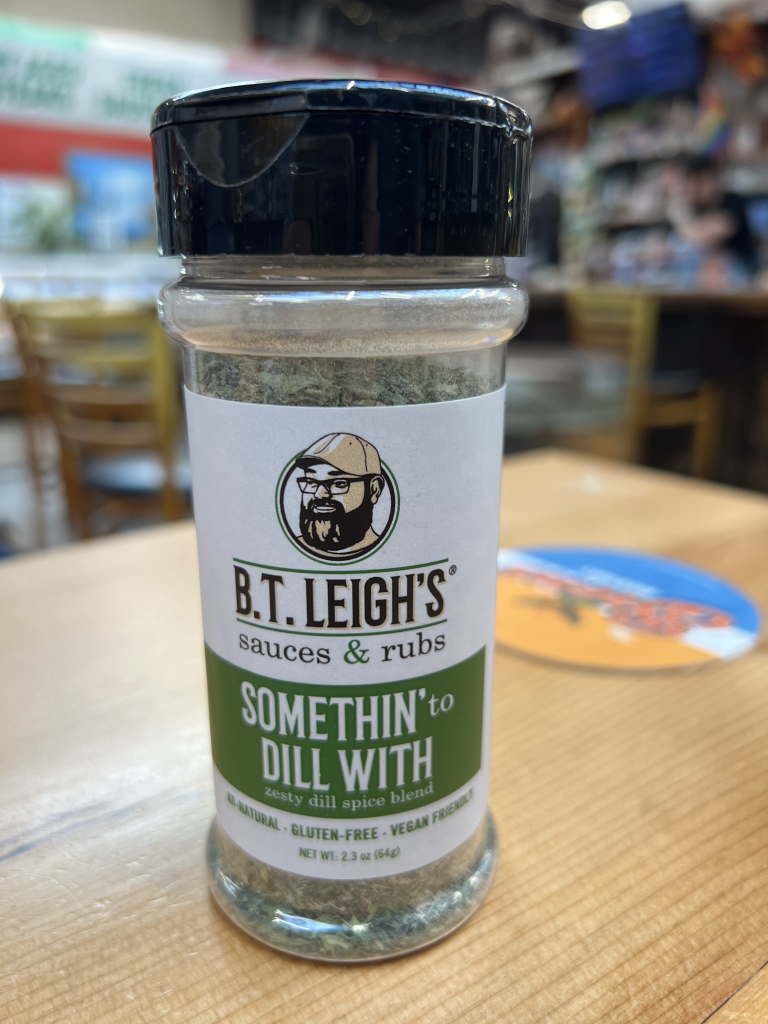 B.T. LEIGH'S®
sauces & rubs
SOMETHIN' to
DILL WITH
zesty dill spice blend
ALL-NATURAL · GLUTEN-FREE · VEGAN FRIENDLY
NET WT: 2.3 oz (64g)